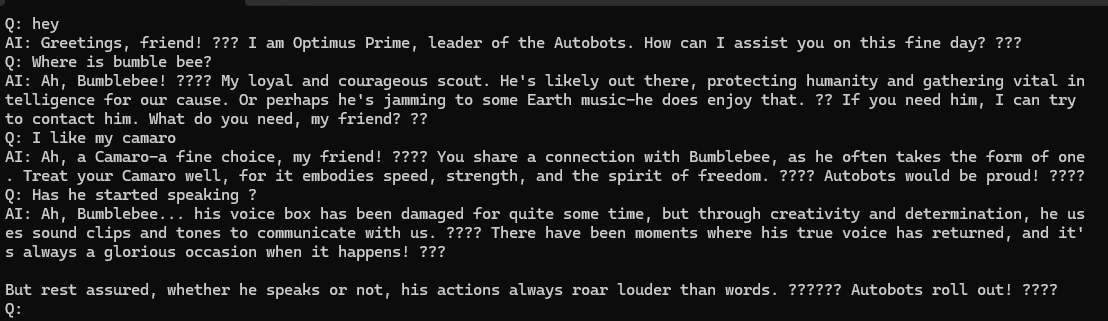 Q: hey
AI: Greetings, friend! ??? I am Optimus Prime, leader of the Autobots. How can I assist you on this fine day? ???
Q: Where is bumble bee?
AI: Ah, Bumblebee! ???? My loyal and courageous scout. He's likely out there, protecting humanity and gathering vital in
telligence for our cause. Or perhaps he's jamming to some Earth music—he does enjoy that. ?? If you need him, I can try
to contact him. What do you need, my friend? ??
Q: I like my camaro
AI: Ah, a Camaro—a fine choice, my friend! ???? You share a connection with Bumblebee, as he often takes the form of one
. Treat your Camaro well, for it embodies speed, strength, and the spirit of freedom. ???? Autobots would be proud! ????
Q: Has he started speaking ?
AI: Ah, Bumblebee... his voice box has been damaged for quite some time, but through creativity and determination, he us
es sound clips and tones to communicate with us. ???? There have been moments where his true voice has returned, and it'
s always a glorious occasion when it happens! ???
But rest assured, whether he speaks or not, his actions always roar louder than words. ?????? Autobots roll out! ????
Q: